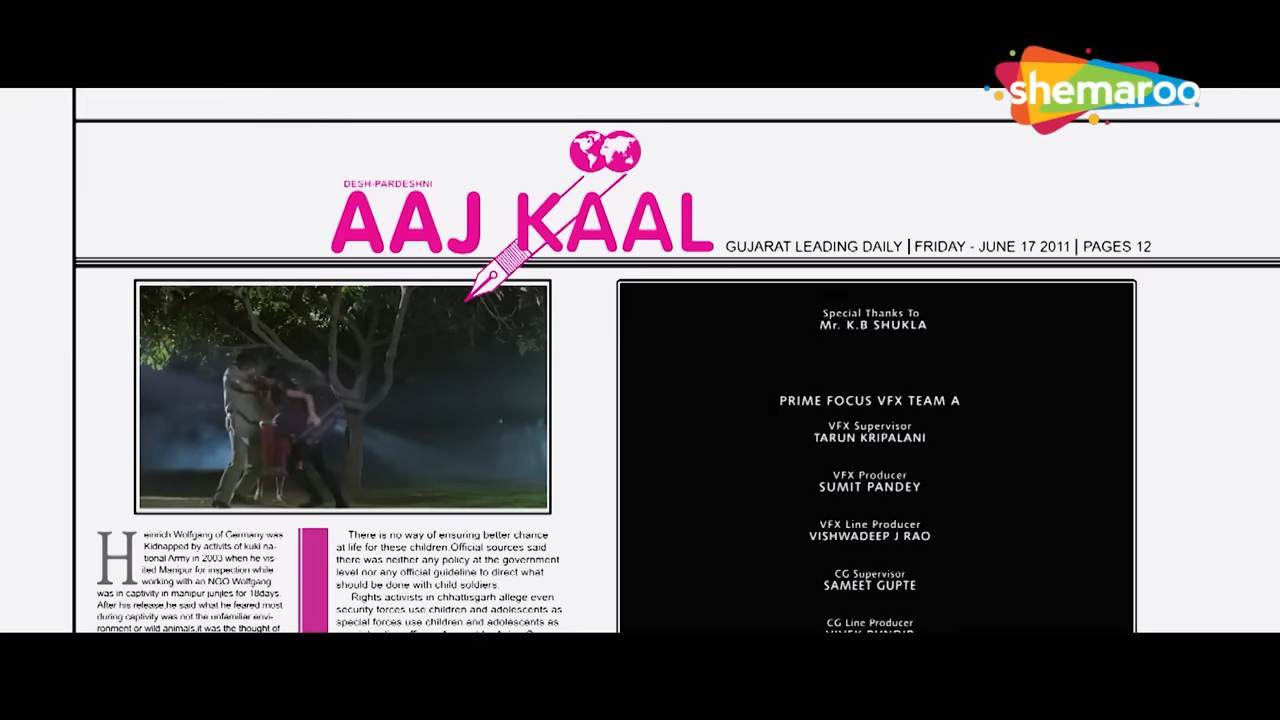 shemaroo
DESH-PARDESHNI
AAJ KAAL
GUJARAT LEADING DAILY | FRIDAY - JUNE 17 2011 | PAGES 12
Special Thanks To
Mr. K.B SHUKLA
PRIME FOCUS VFX TEAM A
VFX Supervisor
TARUN KRIPALANI
VFX Producer
SUMIT PANDEY
VFX Line Producer
VISHWADEEP J RAO
CG Supervisor
SAMEET GUPTE
CG Line Producer
Heinrich Wolfgang of Germany was
Kidnapped by activits of kuki na-
tional Army in 2003 when he vis-
ited Manipur for inspection while
working with an NGO Wolfgang
was in captivity in manipur jungles for 18days.
After his release,he said what he feared most
during captivity was not the unfamiliar envi-
ronment or wild animals,it was the thought of
There is no way of ensuring better chance
at life for these children.Official sources said
there was neither any policy at the government
level nor any official guideline to direct what
should be done with child soldiers.
Rights activists in chhattisgarh allege even
security forces use children and adolescents as
special forces use children and adolescents as